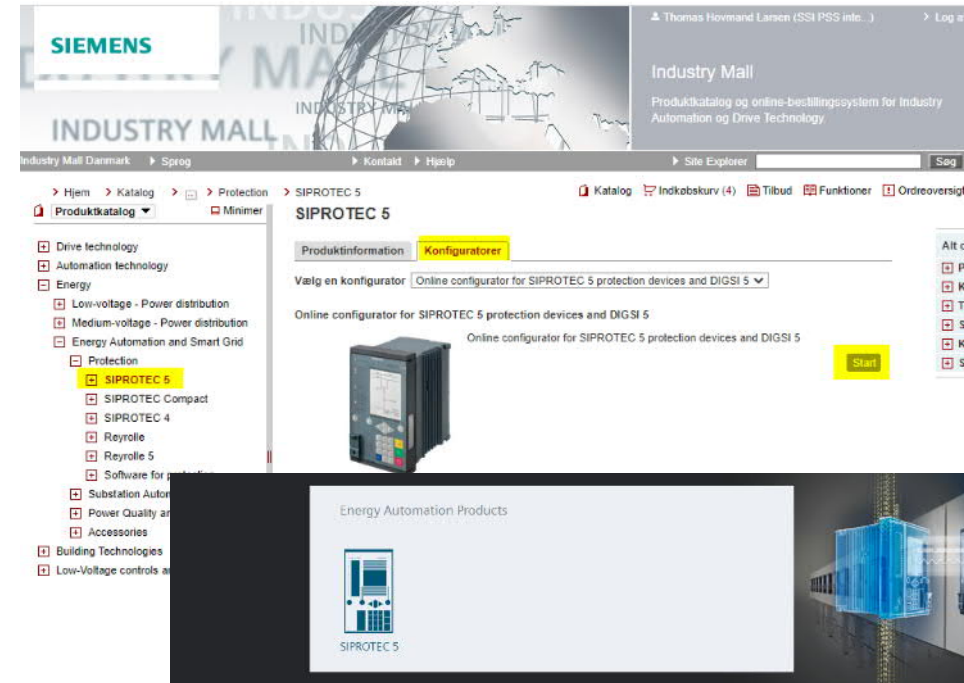 SIEMENS
INDUSTRY MALL
INDUSTRY MALL
Thomas Hovmand Larsen (SSI PSS inte...)
Log a
Industry Mall
Produktkatalog og online-bestillingssystem for Industry
Automation og Drive Technology
Industry Mall Danmark Sprog Kontakt Hjælp Site Explorer Søg
Hjem Katalog ... Protection SIPROTEC 5
Katalog Indkøbskurv (4) Tilbud Funktioner Ordreoversigt
Produktkatalog Minimer
SIPROTEC 5
Produktinformation Konfiguratorer
Vælg en konfigurator Online configurator for SIPROTEC 5 protection devices and DIGSI 5
Online configurator for SIPROTEC 5 protection devices and DIGSI 5
Online configurator for SIPROTEC 5 protection devices and DIGSI 5
Start
Drive technology
Automation technology
Energy
Low-voltage - Power distribution
Medium-voltage - Power distribution
Energy Automation and Smart Grid
Protection
SIPROTEC 5
SIPROTEC Compact
SIPROTEC 4
Reyrolle
Reyrolle 5
Software for
Substation Autom
Power Quality an
Accessories
Building Technologies
Low-Voltage controls a
Alt
P
K
T
S
K
S
Energy Automation Products
SIPROTEC 5